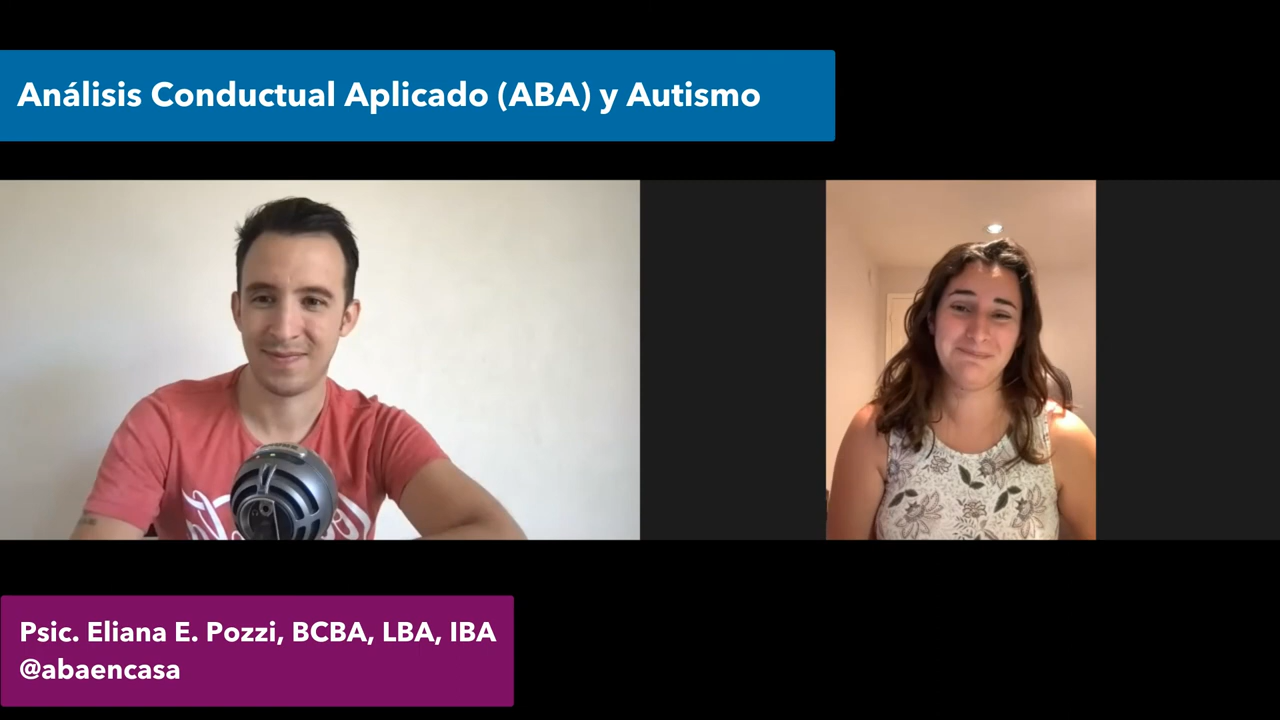 Análisis Conductual Aplicado (ABA) y Autismo
Psic. Eliana E. Pozzi, BCBA, LBA, IBA
@abaencasa